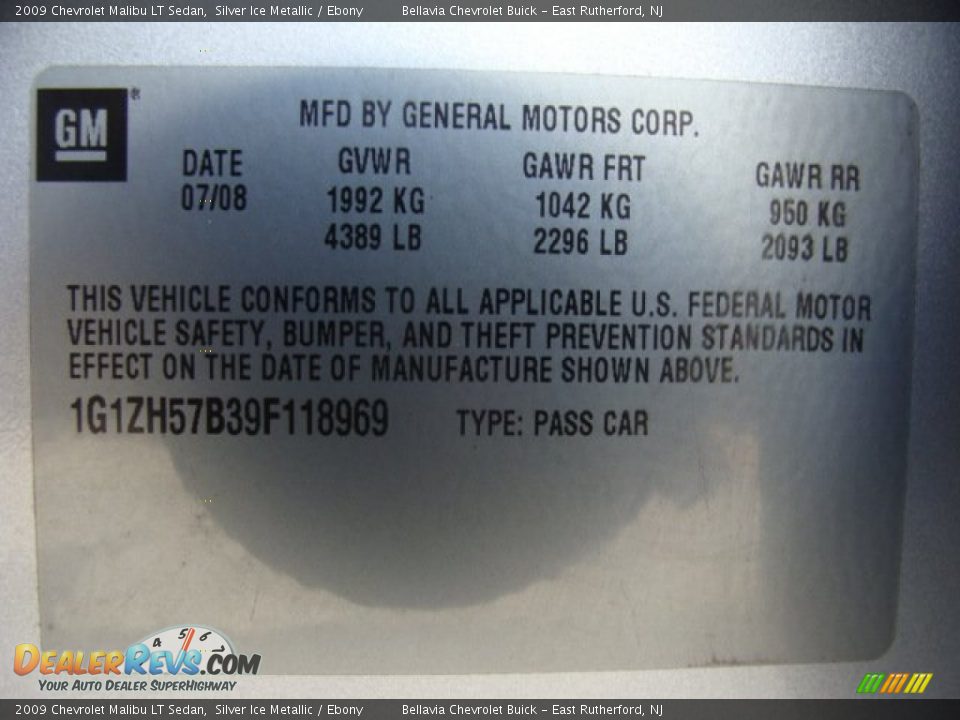 2009 Chevrolet Malibu LT Sedan, Silver Ice Metallic / Ebony Bellavia Chevrolet Buick - East Rutherford, NJ
GM ®
MFD BY GENERAL MOTORS CORP.
DATE GVWR GAWR FRT GAWR RR
07/08 1992 KG 1042 KG 950 KG
4389 LB 2296 LB 2093 LB
THIS VEHICLE CONFORMS TO ALL APPLICABLE U.S. FEDERAL MOTOR
VEHICLE SAFETY, BUMPER, AND THEFT PREVENTION STANDARDS IN
EFFECT ON THE DATE OF MANUFACTURE SHOWN ABOVE.
1G1ZH57B39F118969 TYPE: PASS CAR
4 5 6
DEALERREVS.COM
YOUR AUTO DEALER SUPERHIGHWAY
2009 Chevrolet Malibu LT Sedan, Silver Ice Metallic / Ebony Bellavia Chevrolet Buick - East Rutherford, NJ